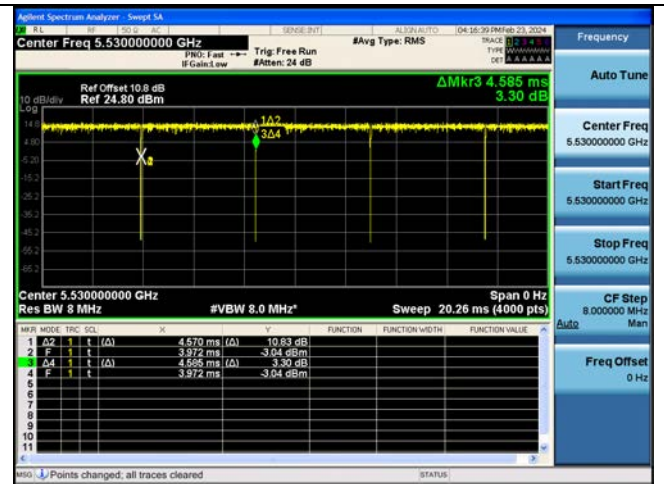 Agilent Spectrum Analyzer - Swept SA
RL RF 50 Ω AC SENSE:INT ALIGNAUTO 04:16:39 PM Feb 23, 2024
Center Freq 5.530000000 GHz
PNO: Fast
IFGain:Low
Trig: Free Run
#Atten: 24 dB
#Avg Type: RMS
TRACE 1 2 3 4 5 6
TYPE
DET A A A A A A
Ref Offset 10.8 dB
10 dB/div Ref 24.80 dBm
Log
ΔMkr3 4.585 ms
3.30 dB
14.8
4.80
-5.20
-15.2
-25.2
-35.2
-45.2
-55.2
-65.2
1Δ2
3Δ4
Center 5.530000000 GHz Span 0 Hz
Res BW 8 MHz #VBW 8.0 MHz* Sweep 20.26 ms (4000 pts)
MKR MODE TRC SCL X Y FUNCTION FUNCTION WIDTH FUNCTION VALUE
1 Δ2 1 t (Δ) 4.570 ms (Δ) 10.83 dB
2 F 1 t 3.972 ms -3.04 dBm
3 Δ4 1 t (Δ) 4.585 ms (Δ) 3.30 dB
4 F 1 t 3.972 ms -3.04 dBm
5
6
7
8
9
10
11
MSG Points changed; all traces cleared STATUS
Frequency
Auto Tune
Center Freq
5.530000000 GHz
Start Freq
5.530000000 GHz
Stop Freq
5.530000000 GHz
CF Step
8.000000 MHz
Auto Man
Freq Offset
0 Hz